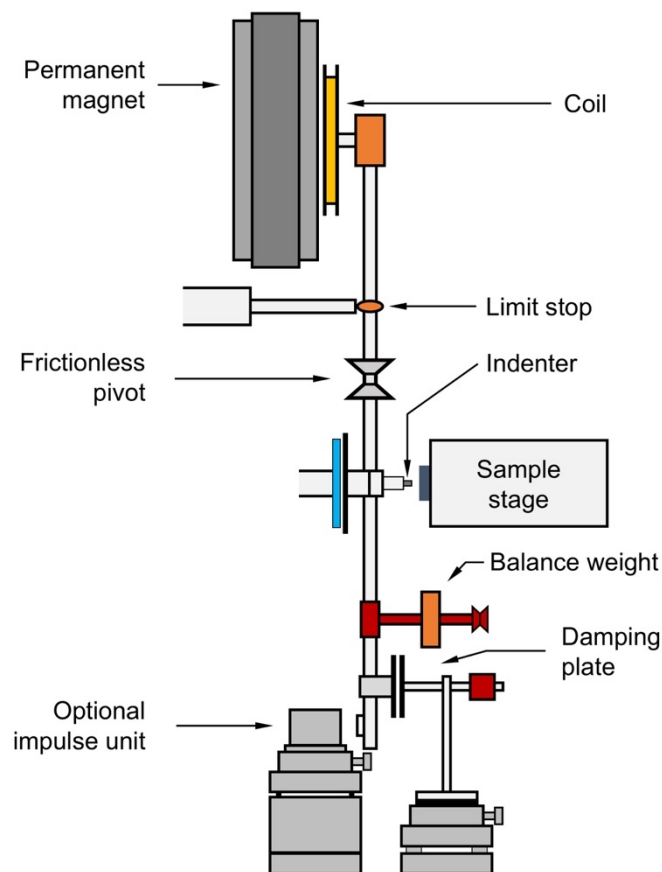 Permanent
magnet
Coil
Limit stop
Frictionless
pivot
Indenter
Sample
stage
Balance weight
Damping
plate
Optional
impulse unit